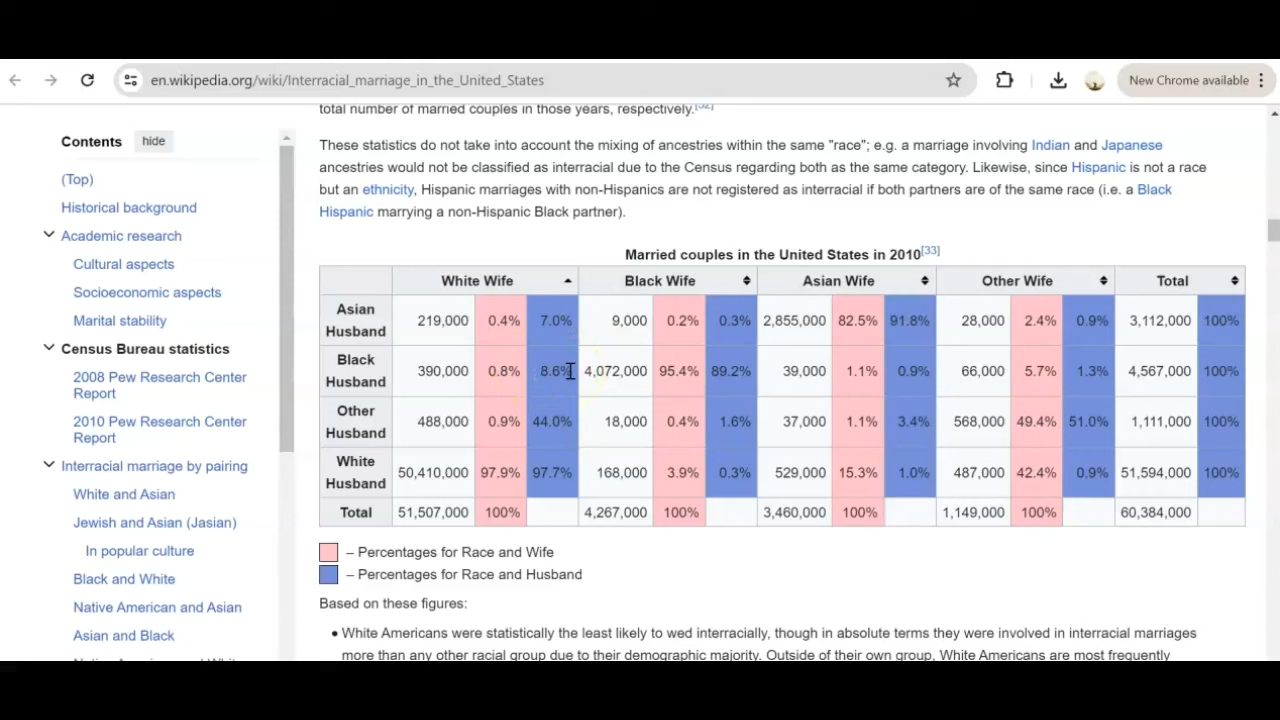 en.wikipedia.org/wiki/Interracial_marriage_in_the_United_States
New Chrome available
total number of married couples in those years, respectively.[32]
Contents hide
(Top)
Historical background
Academic research
Cultural aspects
Socioeconomic aspects
Marital stability
Census Bureau statistics
2008 Pew Research Center
Report
2010 Pew Research Center
Report
Interracial marriage by pairing
White and Asian
Jewish and Asian (Jasian)
In popular culture
Black and White
Native American and Asian
Asian and Black
These statistics do not take into account the mixing of ancestries within the same "race"; e.g. a marriage involving Indian and Japanese
ancestries would not be classified as interracial due to the Census regarding both as the same category. Likewise, since Hispanic is not a race
but an ethnicity, Hispanic marriages with non-Hispanics are not registered as interracial if both partners are of the same race (i.e. a Black
Hispanic marrying a non-Hispanic Black partner).
Married couples in the United States in 2010[33]
White Wife Black Wife Asian Wife Other Wife Total
Asian Husband 219,000 0.4% 7.0% 9,000 0.2% 0.3% 2,855,000 82.5% 91.8% 28,000 2.4% 0.9% 3,112,000 100%
Black Husband 390,000 0.8% 8.6% 4,072,000 95.4% 89.2% 39,000 1.1% 0.9% 66,000 5.7% 1.3% 4,567,000 100%
Other Husband 488,000 0.9% 44.0% 18,000 0.4% 1.6% 37,000 1.1% 3.4% 568,000 49.4% 51.0% 1,111,000 100%
White Husband 50,410,000 97.9% 97.7% 168,000 3.9% 0.3% 529,000 15.3% 1.0% 487,000 42.4% 0.9% 51,594,000 100%
Total 51,507,000 100% 4,267,000 100% 3,460,000 100% 1,149,000 100% 60,384,000
– Percentages for Race and Wife
– Percentages for Race and Husband
Based on these figures:
• White Americans were statistically the least likely to wed interracially, though in absolute terms they were involved in interracial marriages
more than any other racial group due to their demographic majority. Outside of their own group, White Americans are most frequently